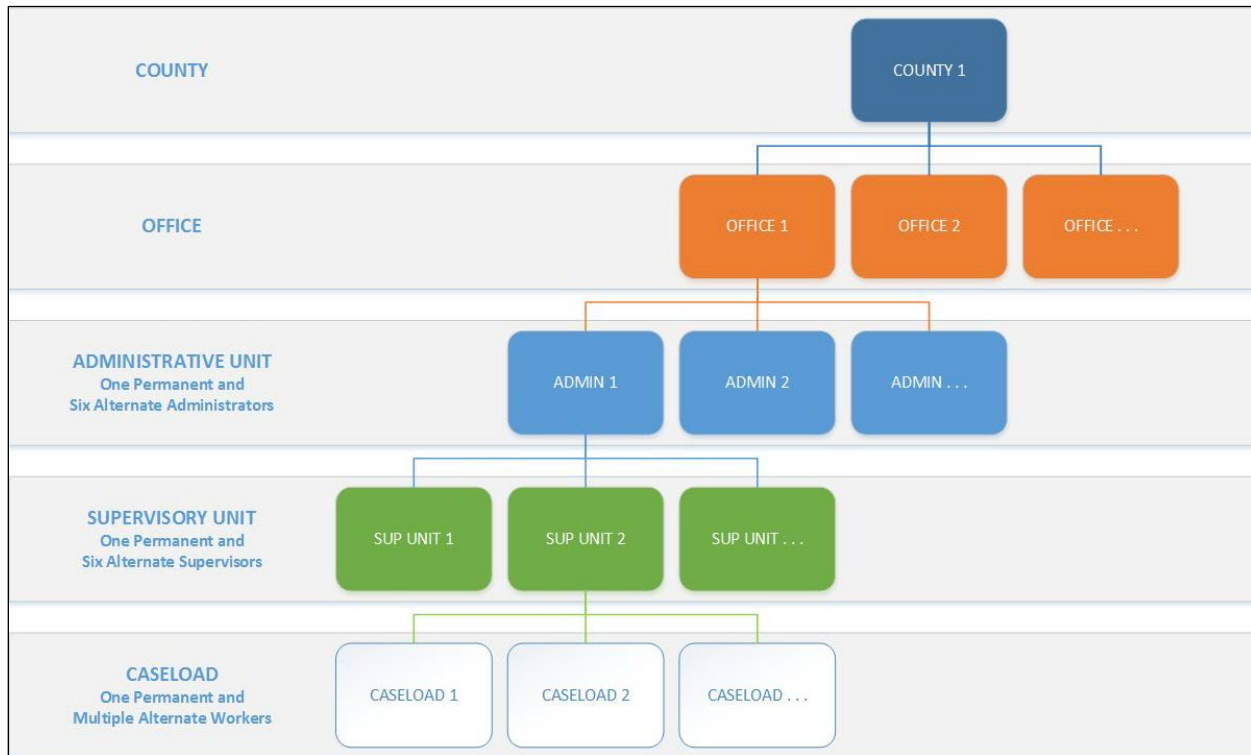 COUNTY
COUNTY 1
OFFICE
OFFICE 1
OFFICE 2
OFFICE . . .
ADMINISTRATIVE UNIT
One Permanent and
Six Alternate Administrators
ADMIN 1
ADMIN 2
ADMIN . . .
SUPERVISORY UNIT
One Permanent and
Six Alternate Supervisors
SUP UNIT 1
SUP UNIT 2
SUP UNIT . . .
CASELOAD
One Permanent and
Multiple Alternate Workers
CASELOAD 1
CASELOAD 2
CASELOAD . . .